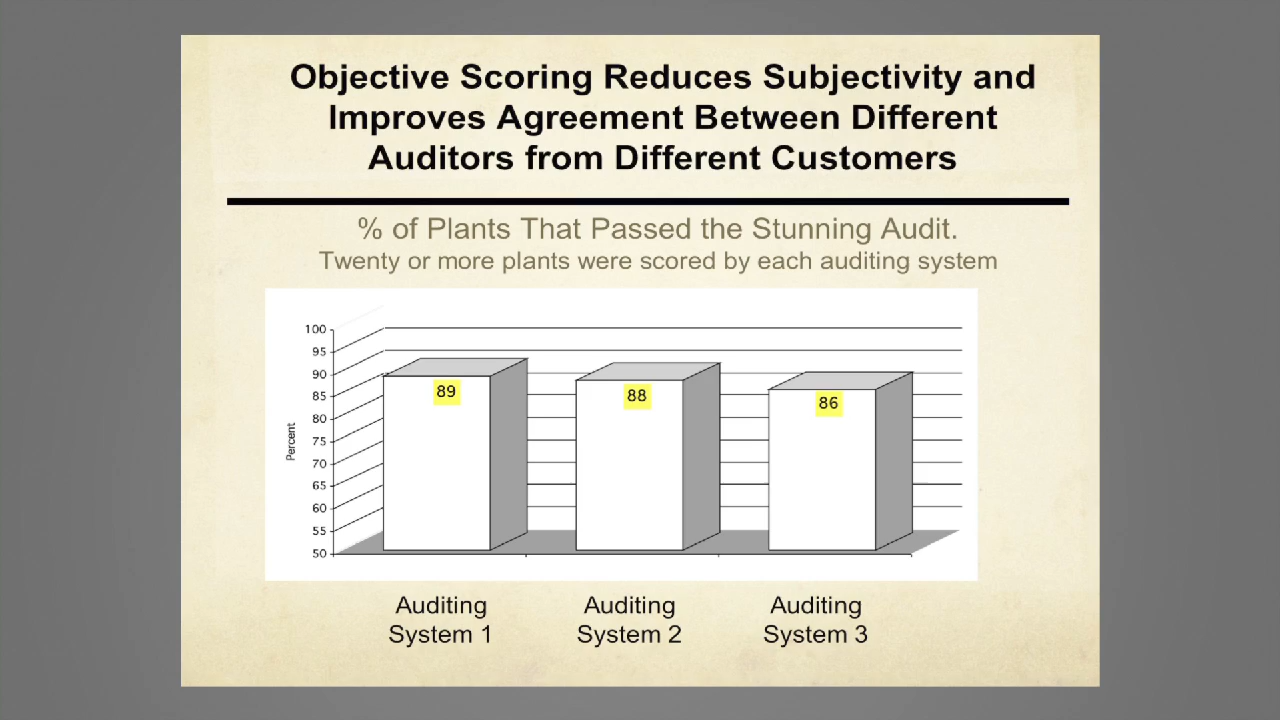 Objective Scoring Reduces Subjectivity and
Improves Agreement Between Different
Auditors from Different Customers
% of Plants That Passed the Stunning Audit.
Twenty or more plants were scored by each auditing system
100
95
90
85
80
75
70
65
60
55
50
Percent
89
88
86
Auditing
System 1
Auditing
System 2
Auditing
System 3